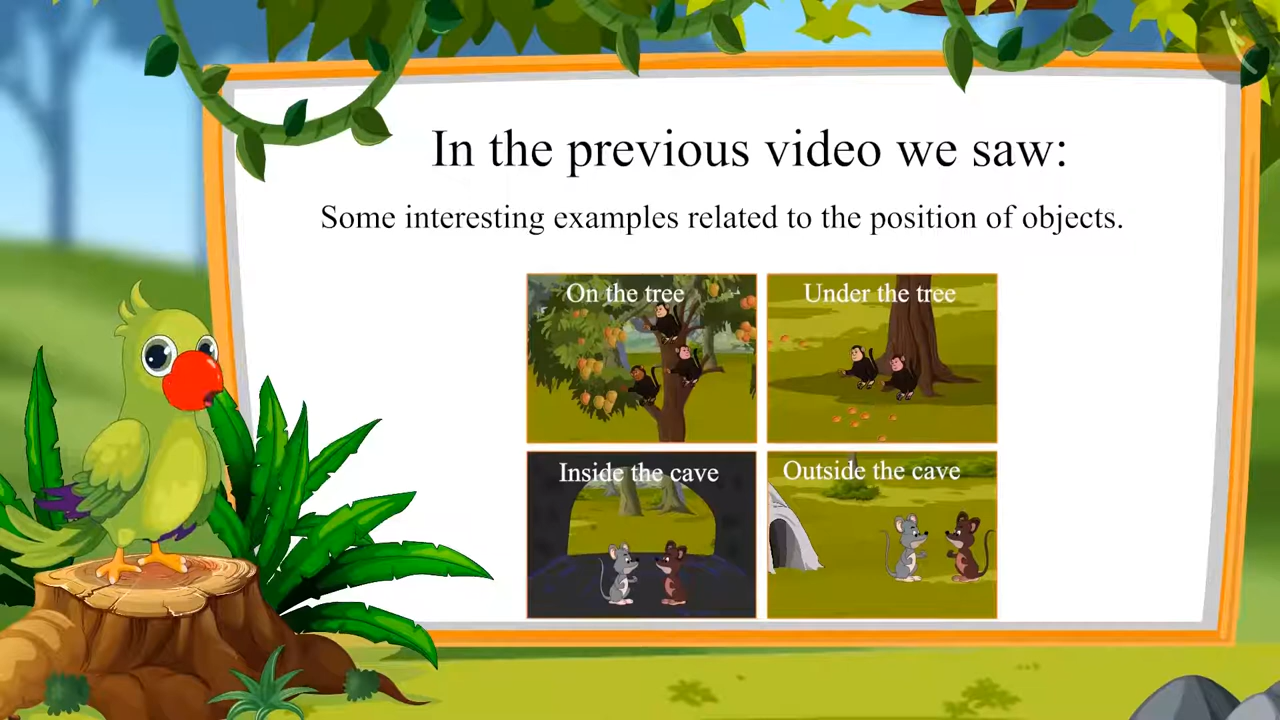 In the previous video we saw:
Some interesting examples related to the position of objects.
On the tree
Under the tree
Inside the cave
Outside the cave